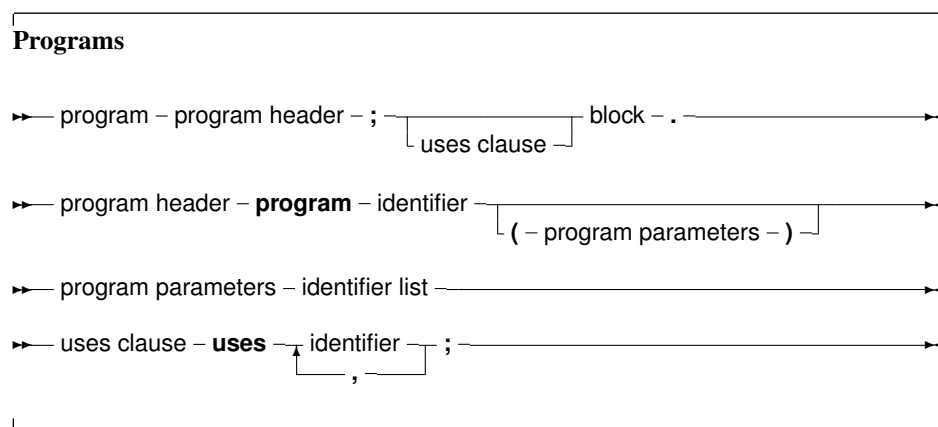 Programs
program – program header – ; – block – .
uses clause
program header – program – identifier
( – program parameters – )
program parameters – identifier list
uses clause – uses – identifier – ;
,